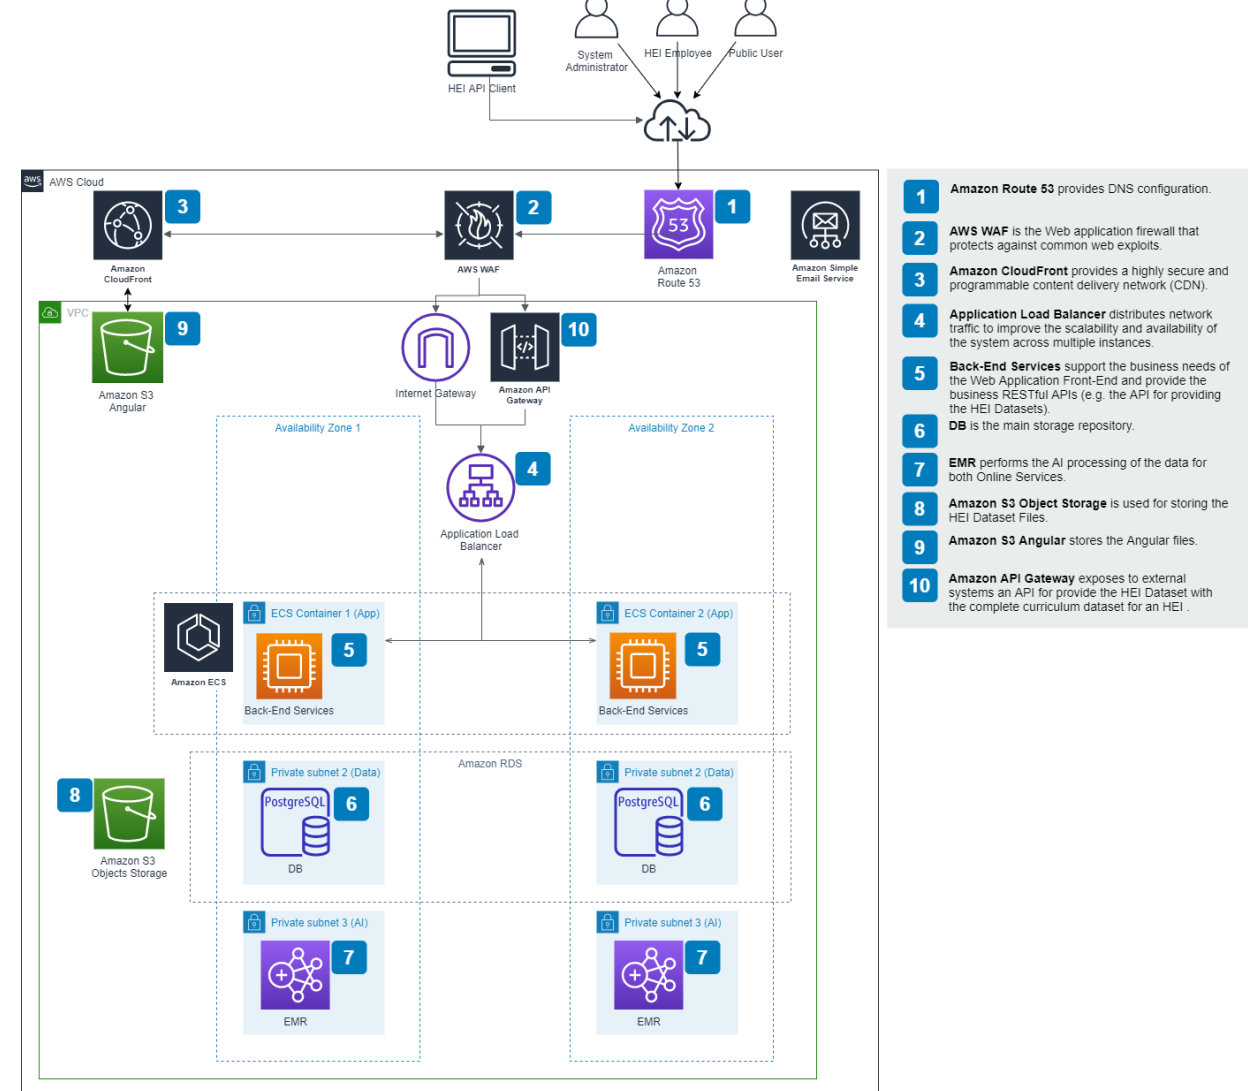 System
Administrator
HEI Employee
Public User
HEI API Client
aws
AWS Cloud
3
2
1
53
Amazon
CloudFront
AWS WAF
Amazon
Route 53
Amazon Simple
Email Service
VPC
9
10
Amazon S3
Angular
Internet Gateway
Amazon API
Gateway
Availability Zone 1
Availability Zone 2
4
Application Load
Balancer
ECS Container 1 (App)
ECS Container 2 (App)
5
5
Amazon ECS
Back-End Services
Back-End Services
Amazon RDS
Private subnet 2 (Data)
Private subnet 2 (Data)
8
PostgreSQL
6
PostgreSQL
6
DB
DB
Amazon S3
Objects Storage
Private subnet 3 (AI)
Private subnet 3 (AI)
7
7
EMR
EMR
1
Amazon Route 53 provides DNS configuration.
2
AWS WAF is the Web application firewall that
protects against common web exploits.
3
Amazon CloudFront provides a highly secure and
programmable content delivery network (CDN).
4
Application Load Balancer distributes network
traffic to improve the scalability and availability of
the system across multiple instances.
5
Back-End Services support the business needs of
the Web Application Front-End and provide the
business RESTful APIs (e.g. the API for providing
the HEI Datasets).
6
DB is the main storage repository.
7
EMR performs the AI processing of the data for
both Online Services.
8
Amazon S3 Object Storage is used for storing the
HEI Dataset Files.
9
Amazon S3 Angular stores the Angular files.
10
Amazon API Gateway exposes to external
systems an API for provide the HEI Dataset with
the complete curriculum dataset for an HEI .